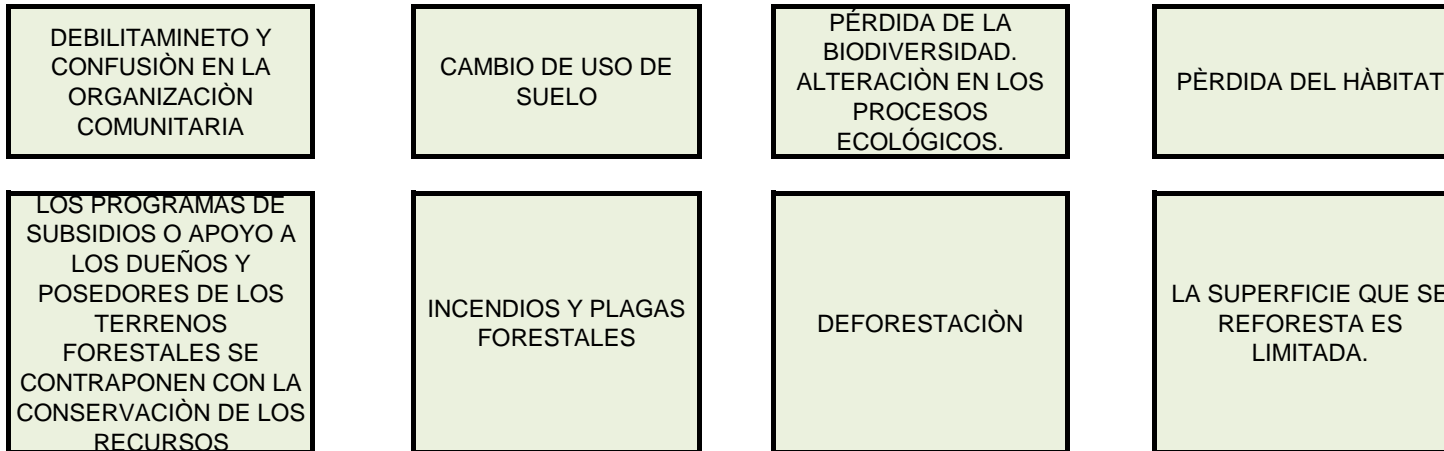 DEBILITAMINETO Y
CONFUSIÒN EN LA
ORGANIZACIÒN
COMUNITARIA
CAMBIO DE USO DE
SUELO
PÉRDIDA DE LA
BIODIVERSIDAD.
ALTERACIÒN EN LOS
PROCESOS
ECOLÓGICOS.
PÈRDIDA DEL HÀBITAT
LOS PROGRAMAS DE
SUBSIDIOS O APOYO A
LOS DUEÑOS Y
POSEDORES DE LOS
TERRENOS
FORESTALES SE
CONTRAPONEN CON LA
CONSERVACIÒN DE LOS
RECURSOS
INCENDIOS Y PLAGAS
FORESTALES
DEFORESTACIÒN
LA SUPERFICIE QUE SE
REFORESTA ES
LIMITADA.